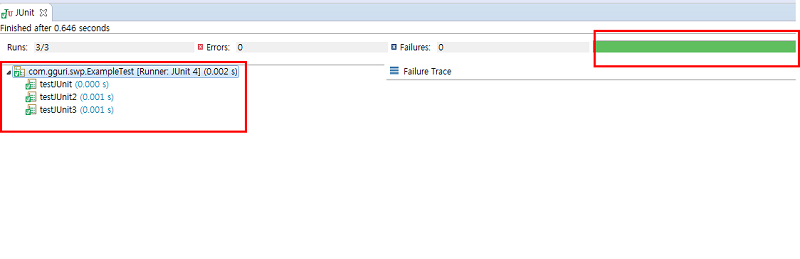 JUnit
Finished after 0.646 seconds
Runs: 3/3 Errors: 0 Failures: 0
com.gguri.swp.ExampleTest [Runner: JUnit 4] (0.002 s)
Failure Trace
testJUnit (0.000 s)
testJUnit2 (0.001 s)
testJUnit3 (0.001 s)